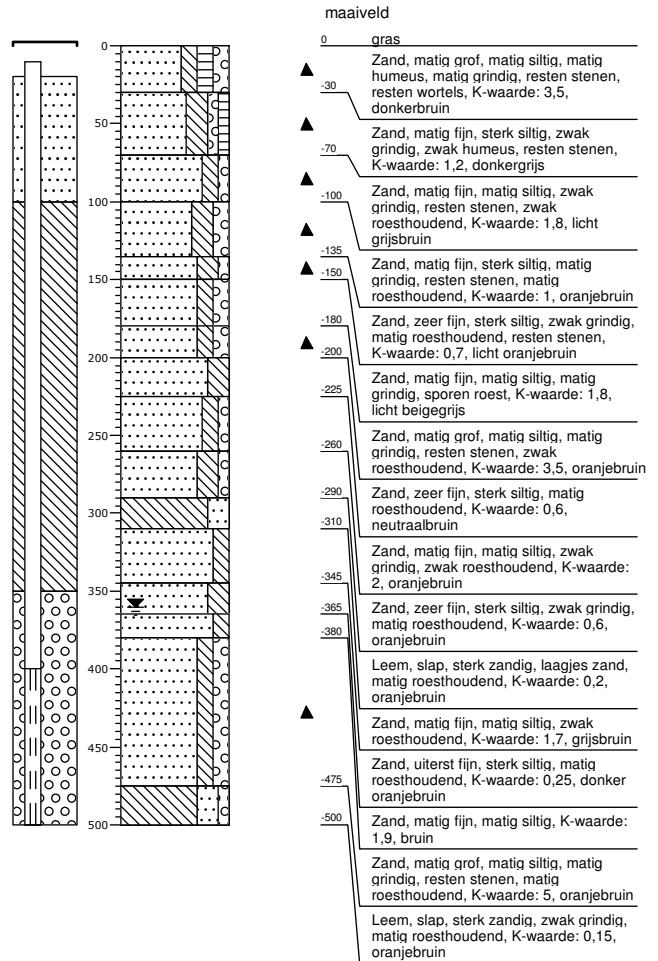 maaiveld
0
50
100
150
200
250
300
350
400
450
500
0 gras
Zand, matig grof, matig siltig, matig
humeus, matig grindig, resten stenen,
resten wortels, K-waarde: 3,5,
donkerbruin
-30
Zand, matig fijn, sterk siltig, zwak
grindig, zwak humeus, resten stenen,
K-waarde: 1,2, donkergrijs
-70
Zand, matig fijn, matig siltig, zwak
grindig, resten stenen, zwak
roesthoudend, K-waarde: 1,8, licht
grijsbruin
-100
Zand, matig fijn, sterk siltig, matig
grindig, resten stenen, matig
roesthoudend, K-waarde: 1, oranjebruin
-135
Zand, zeer fijn, sterk siltig, zwak grindig,
matig roesthoudend, resten stenen,
K-waarde: 0,7, licht oranjebruin
-150
Zand, matig fijn, matig siltig, matig
grindig, sporen roest, K-waarde: 1,8,
licht beigegrijs
-180
Zand, matig grof, matig siltig, matig
grindig, resten stenen, zwak
roesthoudend, K-waarde: 3,5, oranjebruin
-200
Zand, zeer fijn, sterk siltig, matig
roesthoudend, K-waarde: 0,6,
neutraalbruin
-225
Zand, matig fijn, matig siltig, zwak
grindig, zwak roesthoudend, K-waarde:
2, oranjebruin
-260
Zand, zeer fijn, sterk siltig, zwak grindig,
matig roesthoudend, K-waarde: 0,6,
oranjebruin
-290
Leem, slap, sterk zandig, laagjes zand,
matig roesthoudend, K-waarde: 0,2,
oranjebruin
-310
Zand, matig fijn, matig siltig, zwak
roesthoudend, K-waarde: 1,7, grijsbruin
-345
Zand, uiterst fijn, sterk siltig, matig
roesthoudend, K-waarde: 0,25, donker
oranjebruin
-365
Zand, matig fijn, matig siltig, K-waarde:
1,9, bruin
-380
Zand, matig grof, matig siltig, matig
grindig, resten stenen, matig
roesthoudend, K-waarde: 5, oranjebruin
-475
Leem, slap, sterk zandig, zwak grindig,
matig roesthoudend, K-waarde: 0,15,
oranjebruin
-500